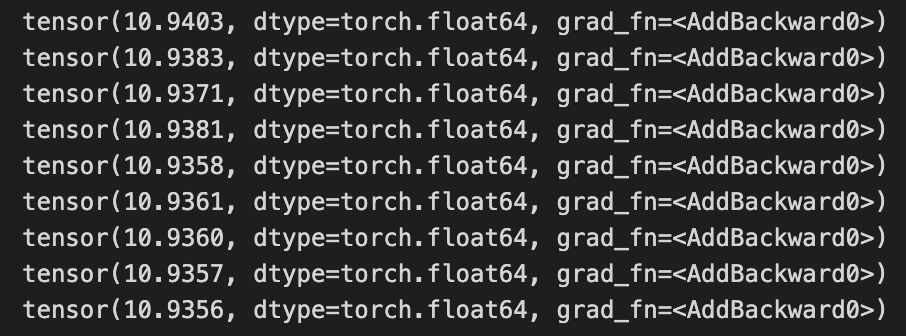 tensor(10.9403, dtype=torch.float64, grad_fn=<AddBackward0>)
tensor(10.9383, dtype=torch.float64, grad_fn=<AddBackward0>)
tensor(10.9371, dtype=torch.float64, grad_fn=<AddBackward0>)
tensor(10.9381, dtype=torch.float64, grad_fn=<AddBackward0>)
tensor(10.9358, dtype=torch.float64, grad_fn=<AddBackward0>)
tensor(10.9361, dtype=torch.float64, grad_fn=<AddBackward0>)
tensor(10.9360, dtype=torch.float64, grad_fn=<AddBackward0>)
tensor(10.9357, dtype=torch.float64, grad_fn=<AddBackward0>)
tensor(10.9356, dtype=torch.float64, grad_fn=<AddBackward0>)